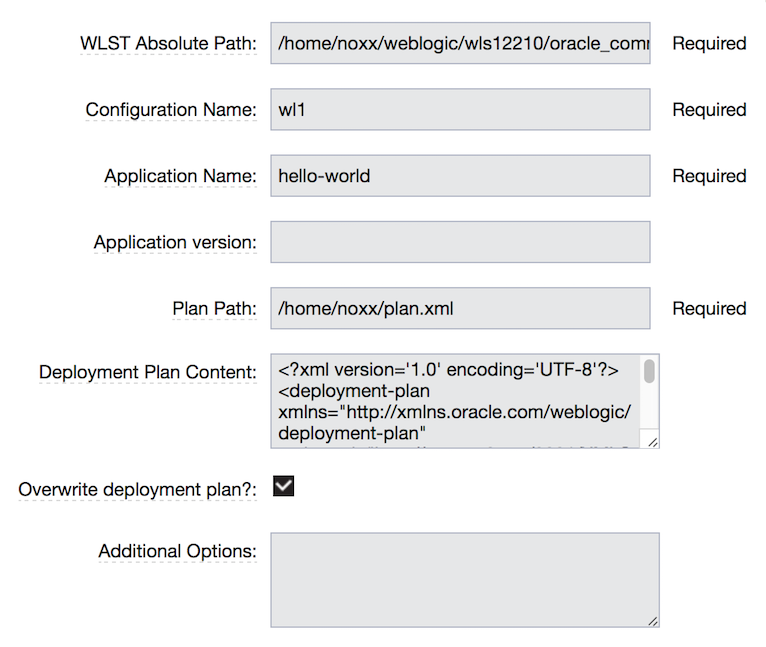 WLST Absolute Path: /home/noxx/weblogic/wls12210/oracle_com Required
Configuration Name: wl1 Required
Application Name: hello-world Required
Application version:
Plan Path: /home/noxx/plan.xml Required
Deployment Plan Content: <?xml version='1.0' encoding='UTF-8'?>
<deployment-plan
xmlns="http://xmlns.oracle.com/weblogic/
deployment-plan"
Overwrite deployment plan?:
Additional Options: